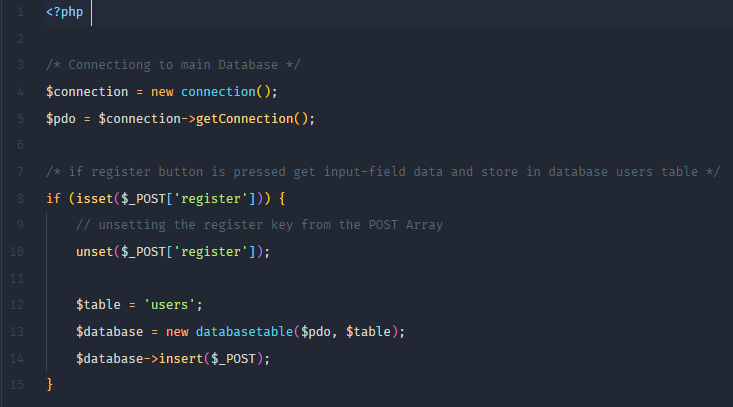 1 <?php
2
3 /* Connectiong to main Database */
4 $connection = new connection();
5 $pdo = $connection->getConnection();
6
7 /* if register button is pressed get input-field data and store in database users table */
8 if (isset($_POST['register'])) {
9 // unsetting the register key from the POST Array
10 unset($_POST['register']);
11
12 $table = 'users';
13 $database = new databasetable($pdo, $table);
14 $database->insert($_POST);
15 }